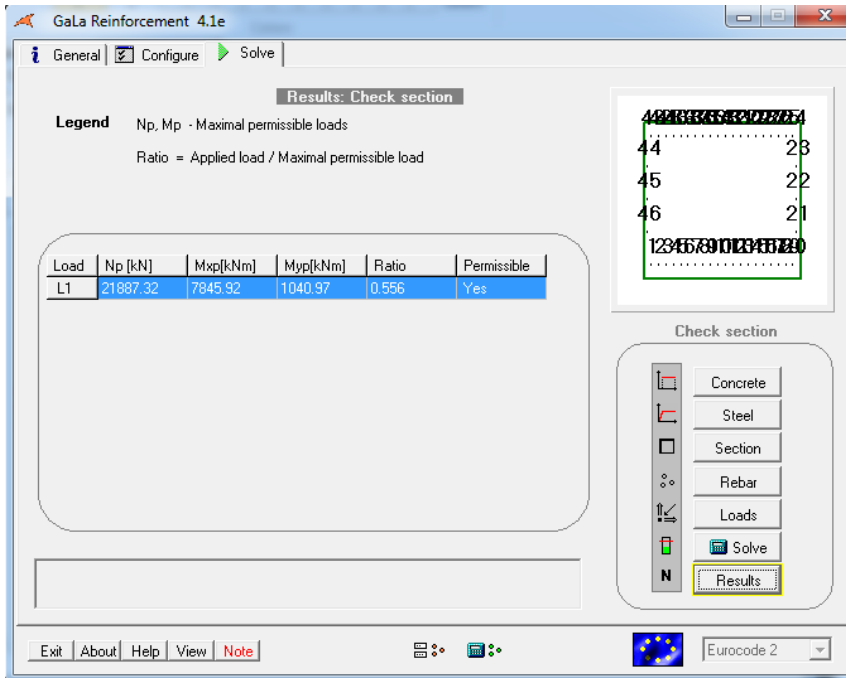 GaLa Reinforcement 4.1e
General Configure Solve
Results: Check section
Legend Np, Mp - Maximal permissible loads
Ratio = Applied load / Maximal permissible load
44 23
45 22
46 21
Load Np [kN] Mxp[kNm] Myp[kNm] Ratio Permissible
L1 21887.32 7845.92 1040.97 0.556 Yes
Check section
Concrete
Steel
Section
Rebar
Loads
Solve
N Results
Exit About Help View Note
Eurocode 2